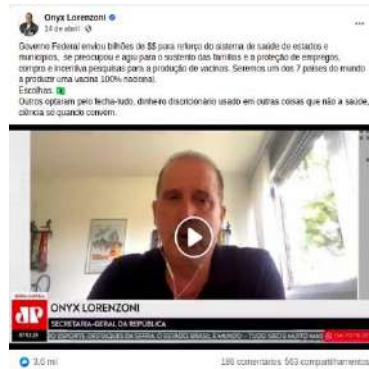 Onyx Lorenzoni
14 de abril
Governo Federal enviou bilhões de $$ para reforço do sistema de saúde de estados e
municípios, se preocupou e agiu para o sustento das famílias e a proteção de empregos,
compra e incentiva pesquisas para a produção de vacinas. Seremos um dos 7 países do mundo
a produzir uma vacina 100% nacional.
Escolhas.
Outros optaram pelo fecha-tudo, dinheiro discricionário usado em outras coisas que não a saúde,
ciência só quando convém.
JP
ONYX LORENZONI
SECRETARIA-GERAL DA REPÚBLICA
3,6 mil
186 comentários 563 compartilhamentos